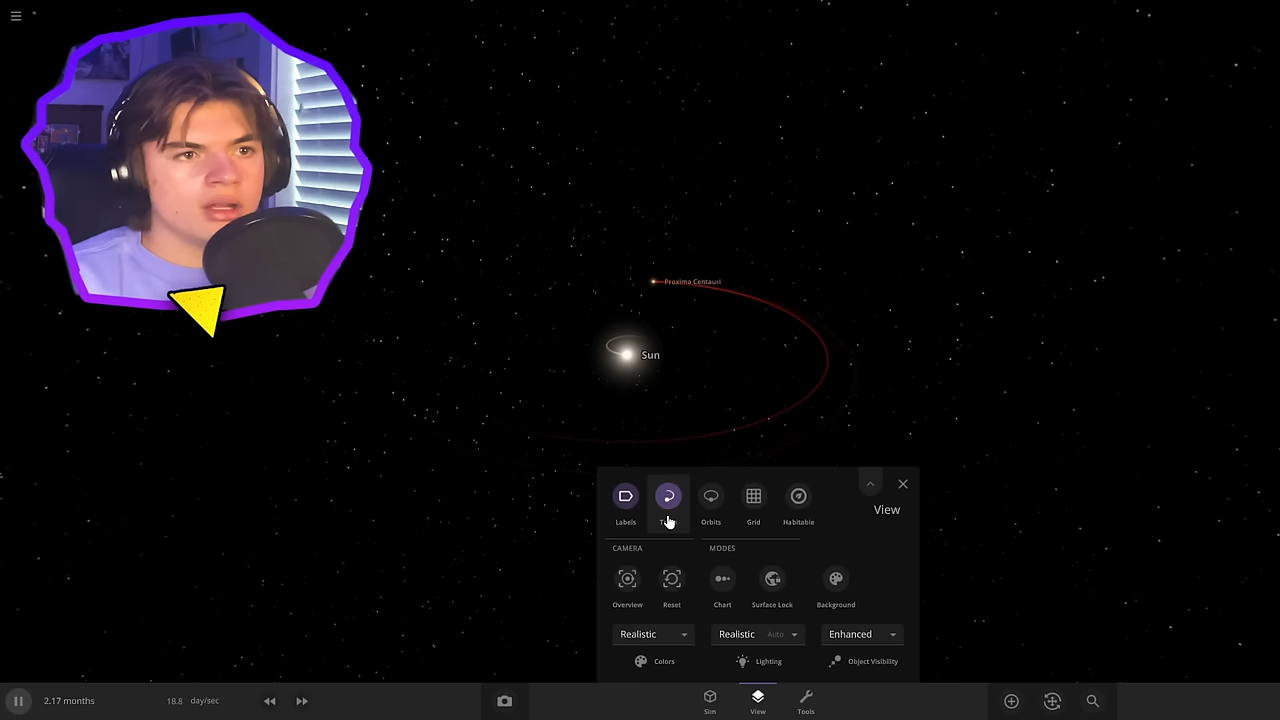 Proxima Centauri
Sun
View
Labels
Orbits
Grid
Habitable
CAMERA
MODES
Overview
Reset
Chart
Surface Lock
Background
Realistic
Realistic Auto
Enhanced
Colors
Lighting
Object Visibility
2.17 months
18.8 day/sec
Sim
View
Tools